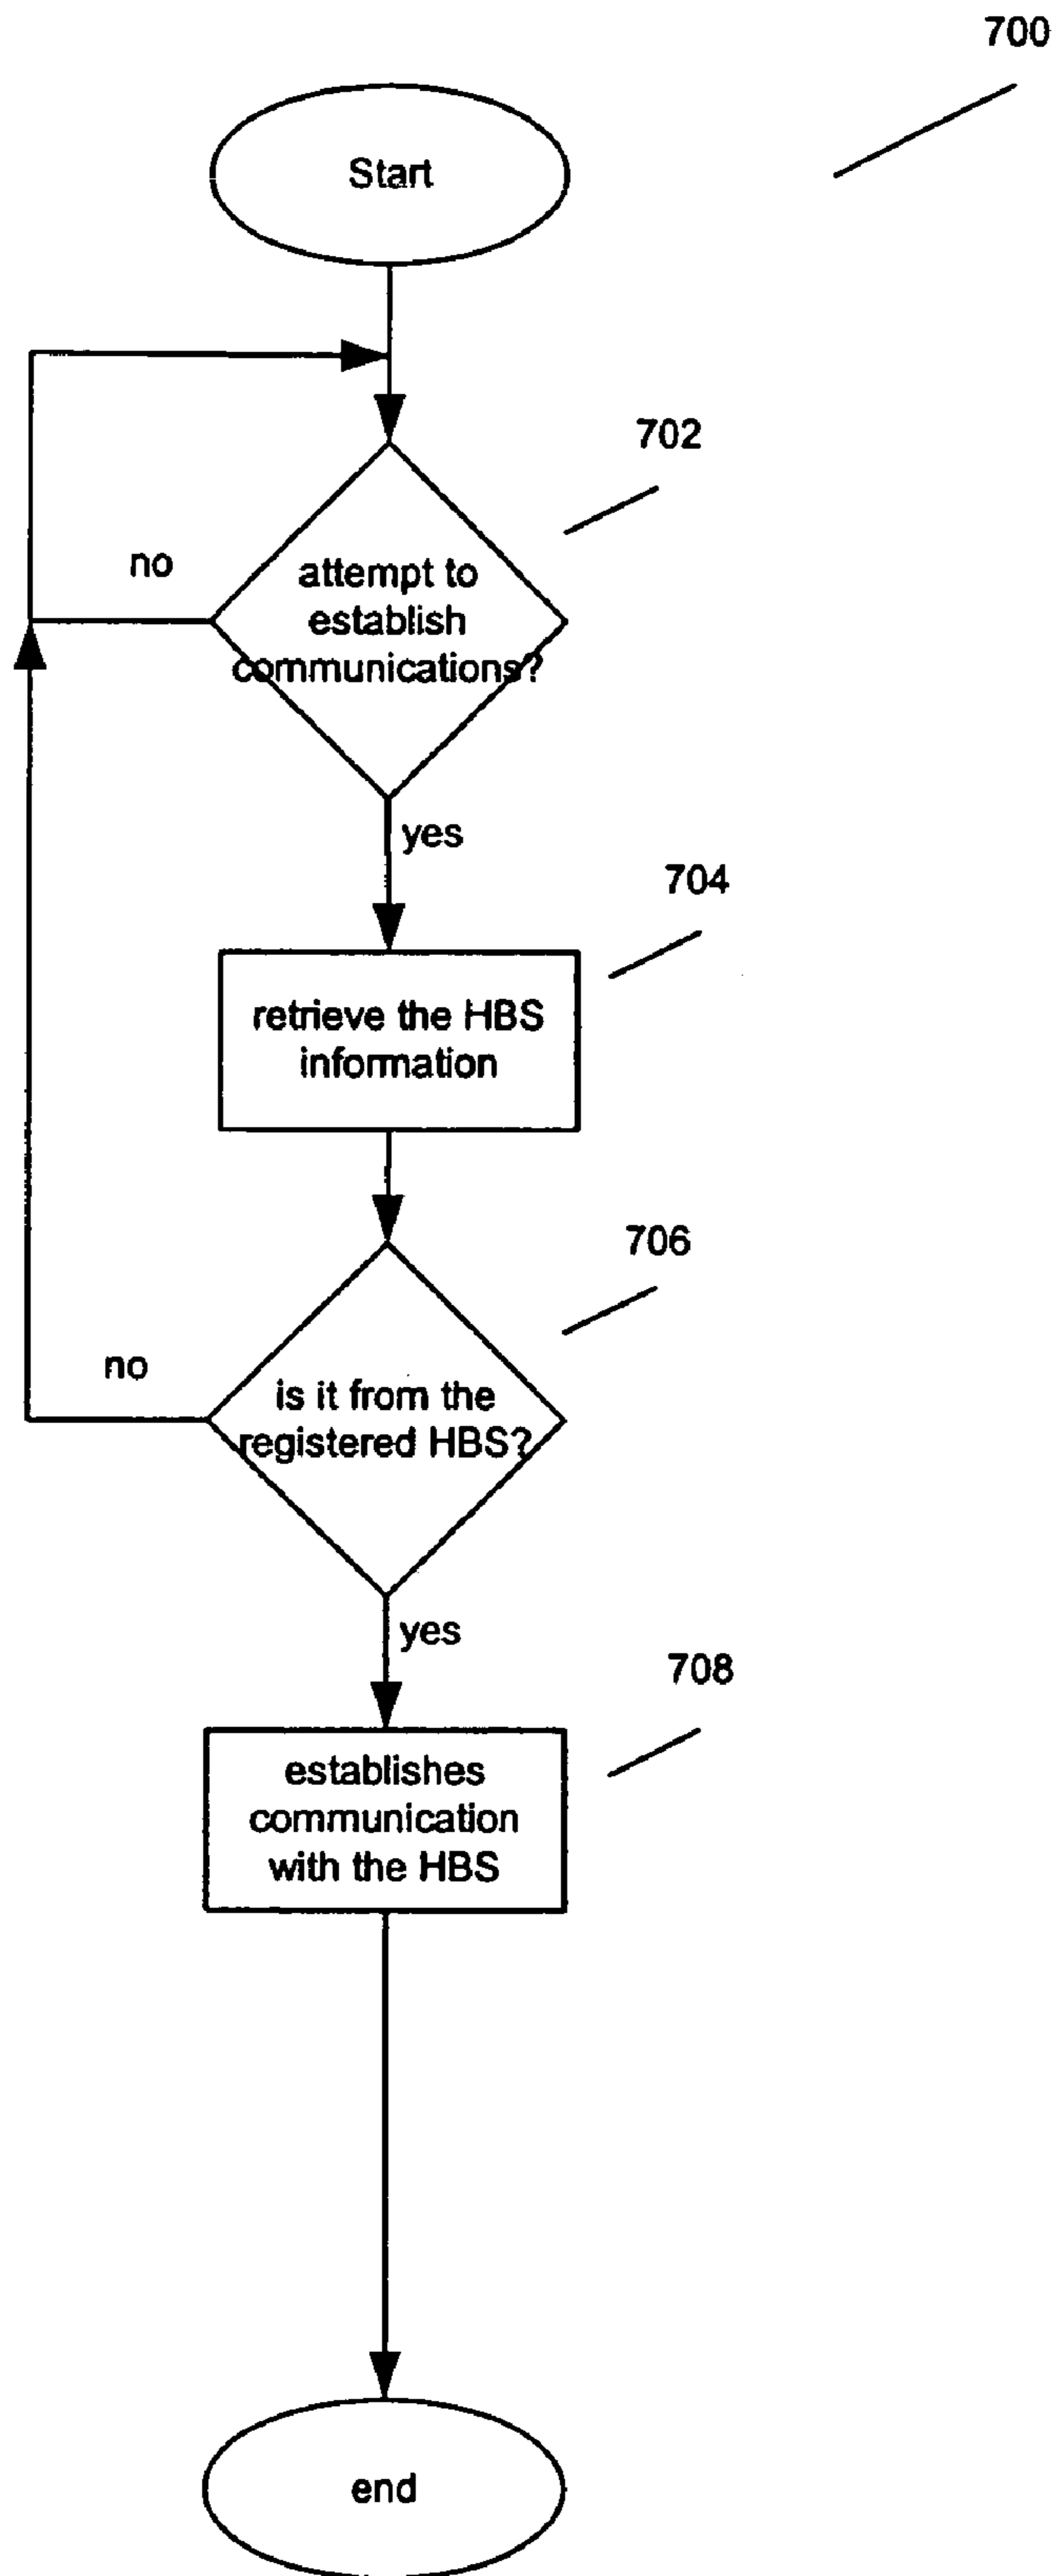 700
Start
702
no
attempt to
establish
communications?
yes
704
retrieve the HBS
information
706
no
is it from the
registered HBS?
yes
708
establishes
communication
with the HBS
end